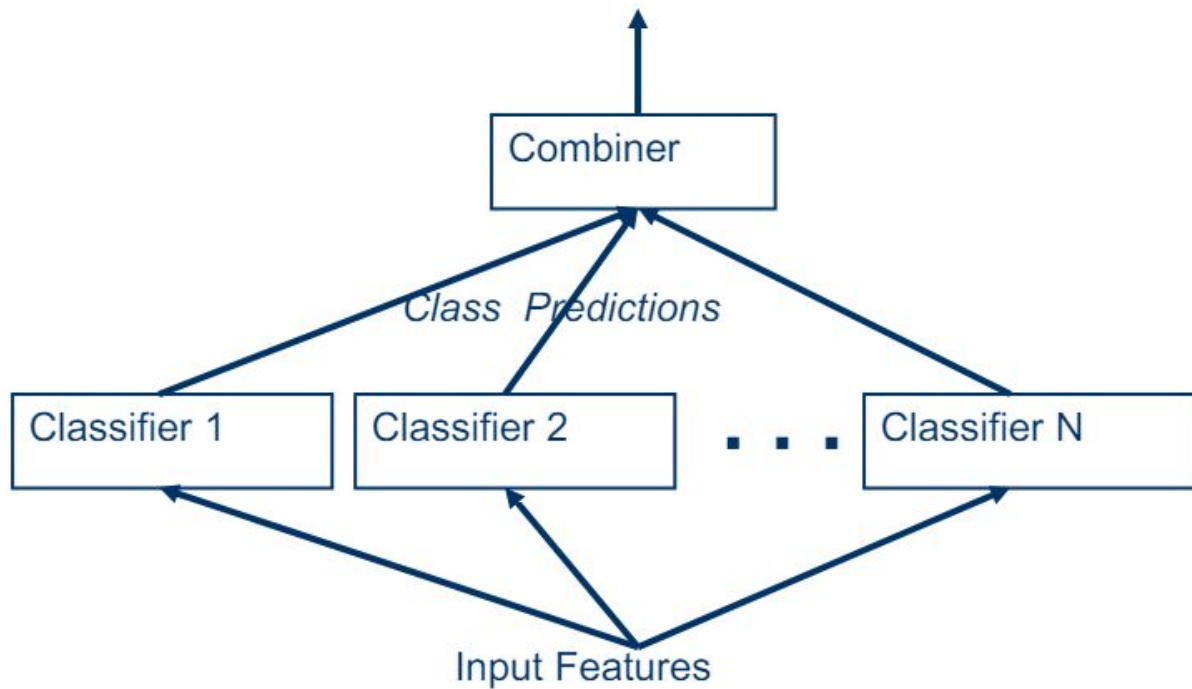 Combiner
Class Predictions
Classifier 1
Classifier 2
. . .
Classifier N
Input Features